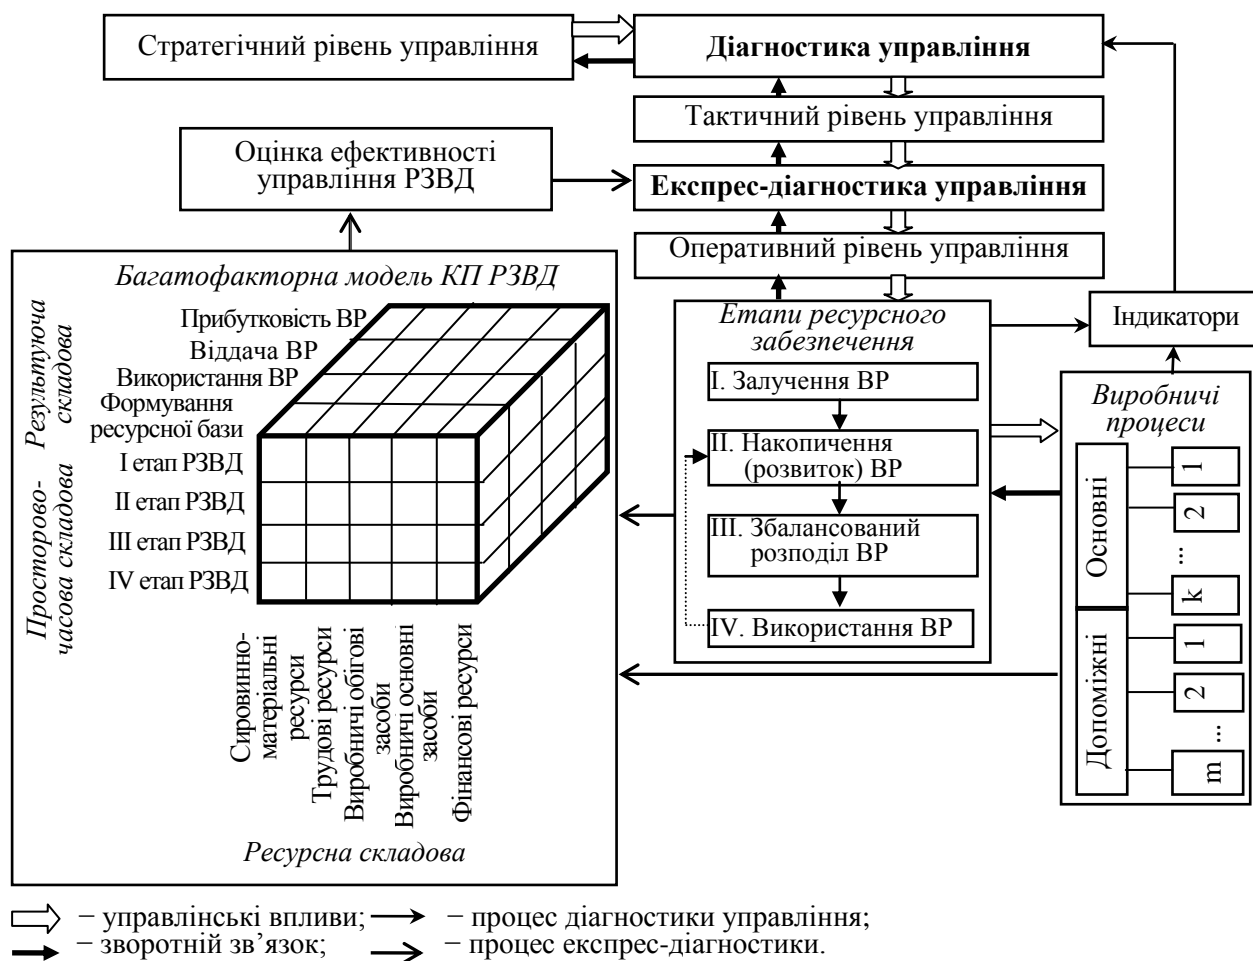 Стратегічний рівень управління
Діагностика управління
Тактичний рівень управління
Оцінка ефективності
управління РЗВД
Експрес-діагностика управління
Оперативний рівень управління
Багатофакторна модель КП РЗВД
Результуюча
складова
Прибутковість ВР
Віддача ВР
Використання ВР
Формування
ресурсної бази
Просторово-
часова складова
І етап РЗВД
ІІ етап РЗВД
ІІІ етап РЗВД
IV етап РЗВД
Сировинно-
матеріальні
ресурси
Трудові ресурси
Виробничі обігові
засоби
Виробничі основні
засоби
Фінансові ресурси
Ресурсна складова
Етапи ресурсного
забезпечення
І. Залучення ВР
ІІ. Накопичення
(розвиток) ВР
ІІІ. Збалансований
розподіл ВР
IV. Використання ВР
Індикатори
Виробничі
процеси
Основні
1
2
...
k
Допоміжні
1
2
...
m
– управлінські впливи;
– процес діагностики управління;
– зворотній зв’язок;
– процес експрес-діагностики.